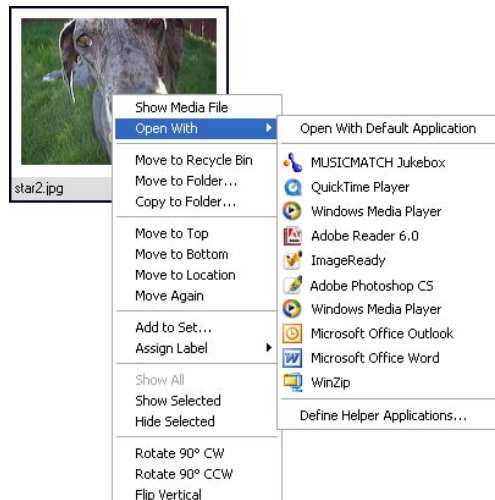 star2.jpg
Show Media File
Open With
Move to Recycle Bin
Move to Folder...
Copy to Folder...
Move to Top
Move to Bottom
Move to Location
Move Again
Add to Set...
Assign Label
Show All
Show Selected
Hide Selected
Rotate 90° CW
Rotate 90° CCW
Flip Vertical
Open With Default Application
MUSICMATCH Jukebox
QuickTime Player
Windows Media Player
Adobe Reader 6.0
ImageReady
Adobe Photoshop CS
Windows Media Player
Microsoft Office Outlook
Microsoft Office Word
WinZip
Define Helper Applications...